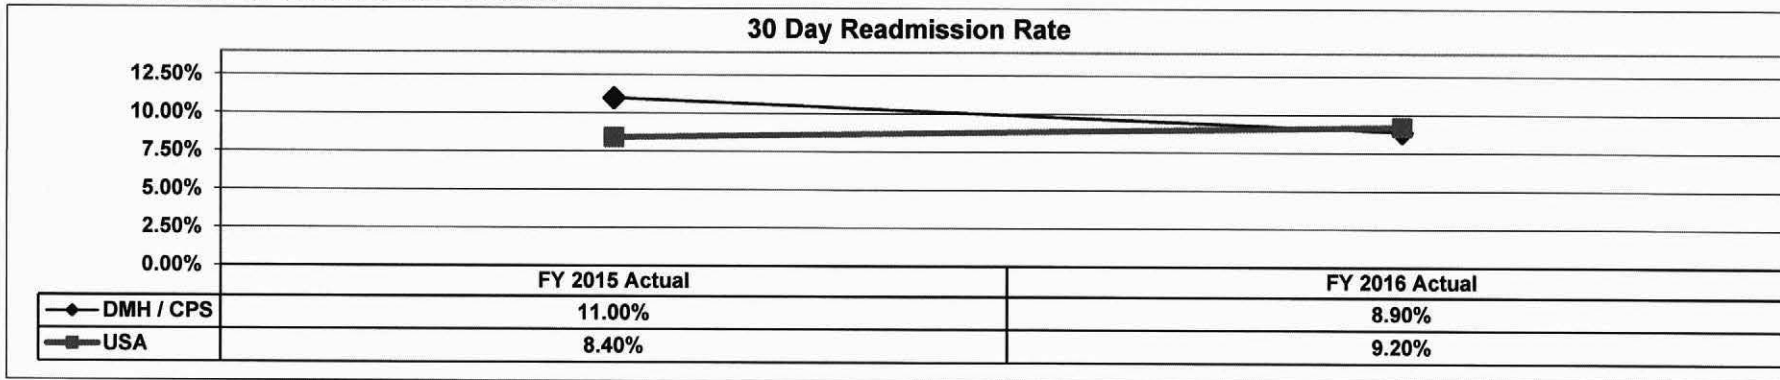 30 Day Readmission Rate
12.50%
10.00%
7.50%
5.00%
2.50%
0.00%
FY 2015 Actual FY 2016 Actual
DMH / CPS 11.00% 8.90%
USA 8.40% 9.20%